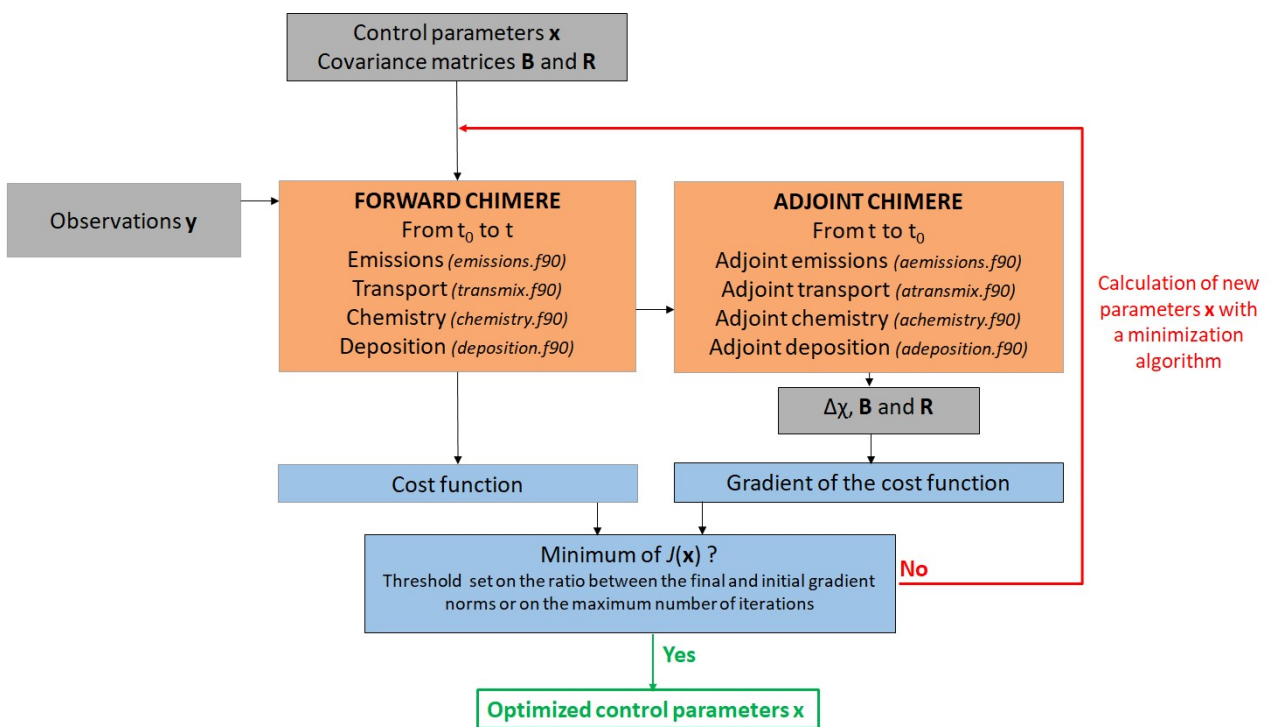 Control parameters x
Covariance matrices B and R
Observations y
FORWARD CHIMERE
From t₀ to t
Emissions (emissions.f90)
Transport (transmix.f90)
Chemistry (chemistry.f90)
Deposition (deposition.f90)
ADJOINT CHIMERE
From t to t₀
Adjoint emissions (aemissions.f90)
Adjoint transport (atransmix.f90)
Adjoint chemistry (achemistry.f90)
Adjoint deposition (adeposition.f90)
Calculation of new
parameters x with
a minimization
algorithm
Δχ, B and R
Cost function
Gradient of the cost function
Minimum of J(x) ?
Threshold set on the ratio between the final and initial gradient
norms or on the maximum number of iterations
No
Yes
Optimized control parameters x